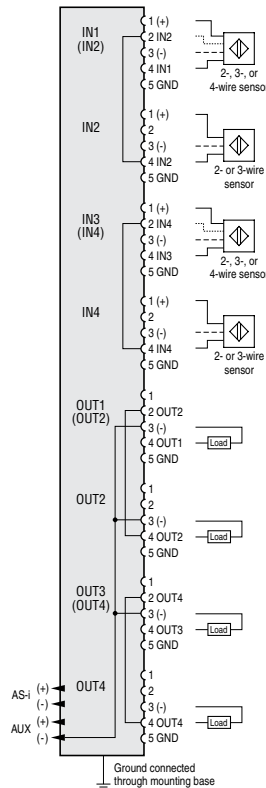 IN1
(IN2)
1 (+)
2 IN2
3 (-)
4 IN1
5 GND
2-, 3-, or
4-wire senso
IN2
1 (+)
2
3 (-)
4 IN2
5 GND
2- or 3-wire
sensor
IN3
(IN4)
1 (+)
2 IN4
3 (-)
4 IN3
5 GND
2-, 3-, or
4-wire senso
IN4
1 (+)
2
3 (-)
4 IN4
5 GND
2- or 3-wire
sensor
OUT1
(OUT2)
1
2 OUT2
3 (-)
4 OUT1
5 GND
Load
OUT2
1
2
3 (-)
4 OUT2
5 GND
Load
OUT3
(OUT4)
1
2 OUT4
3 (-)
4 OUT3
5 GND
Load
OUT4
1
2
3 (-)
4 OUT4
5 GND
Load
AS-i (+)
(-)
AUX (+)
(-)
Ground connected
through mounting base